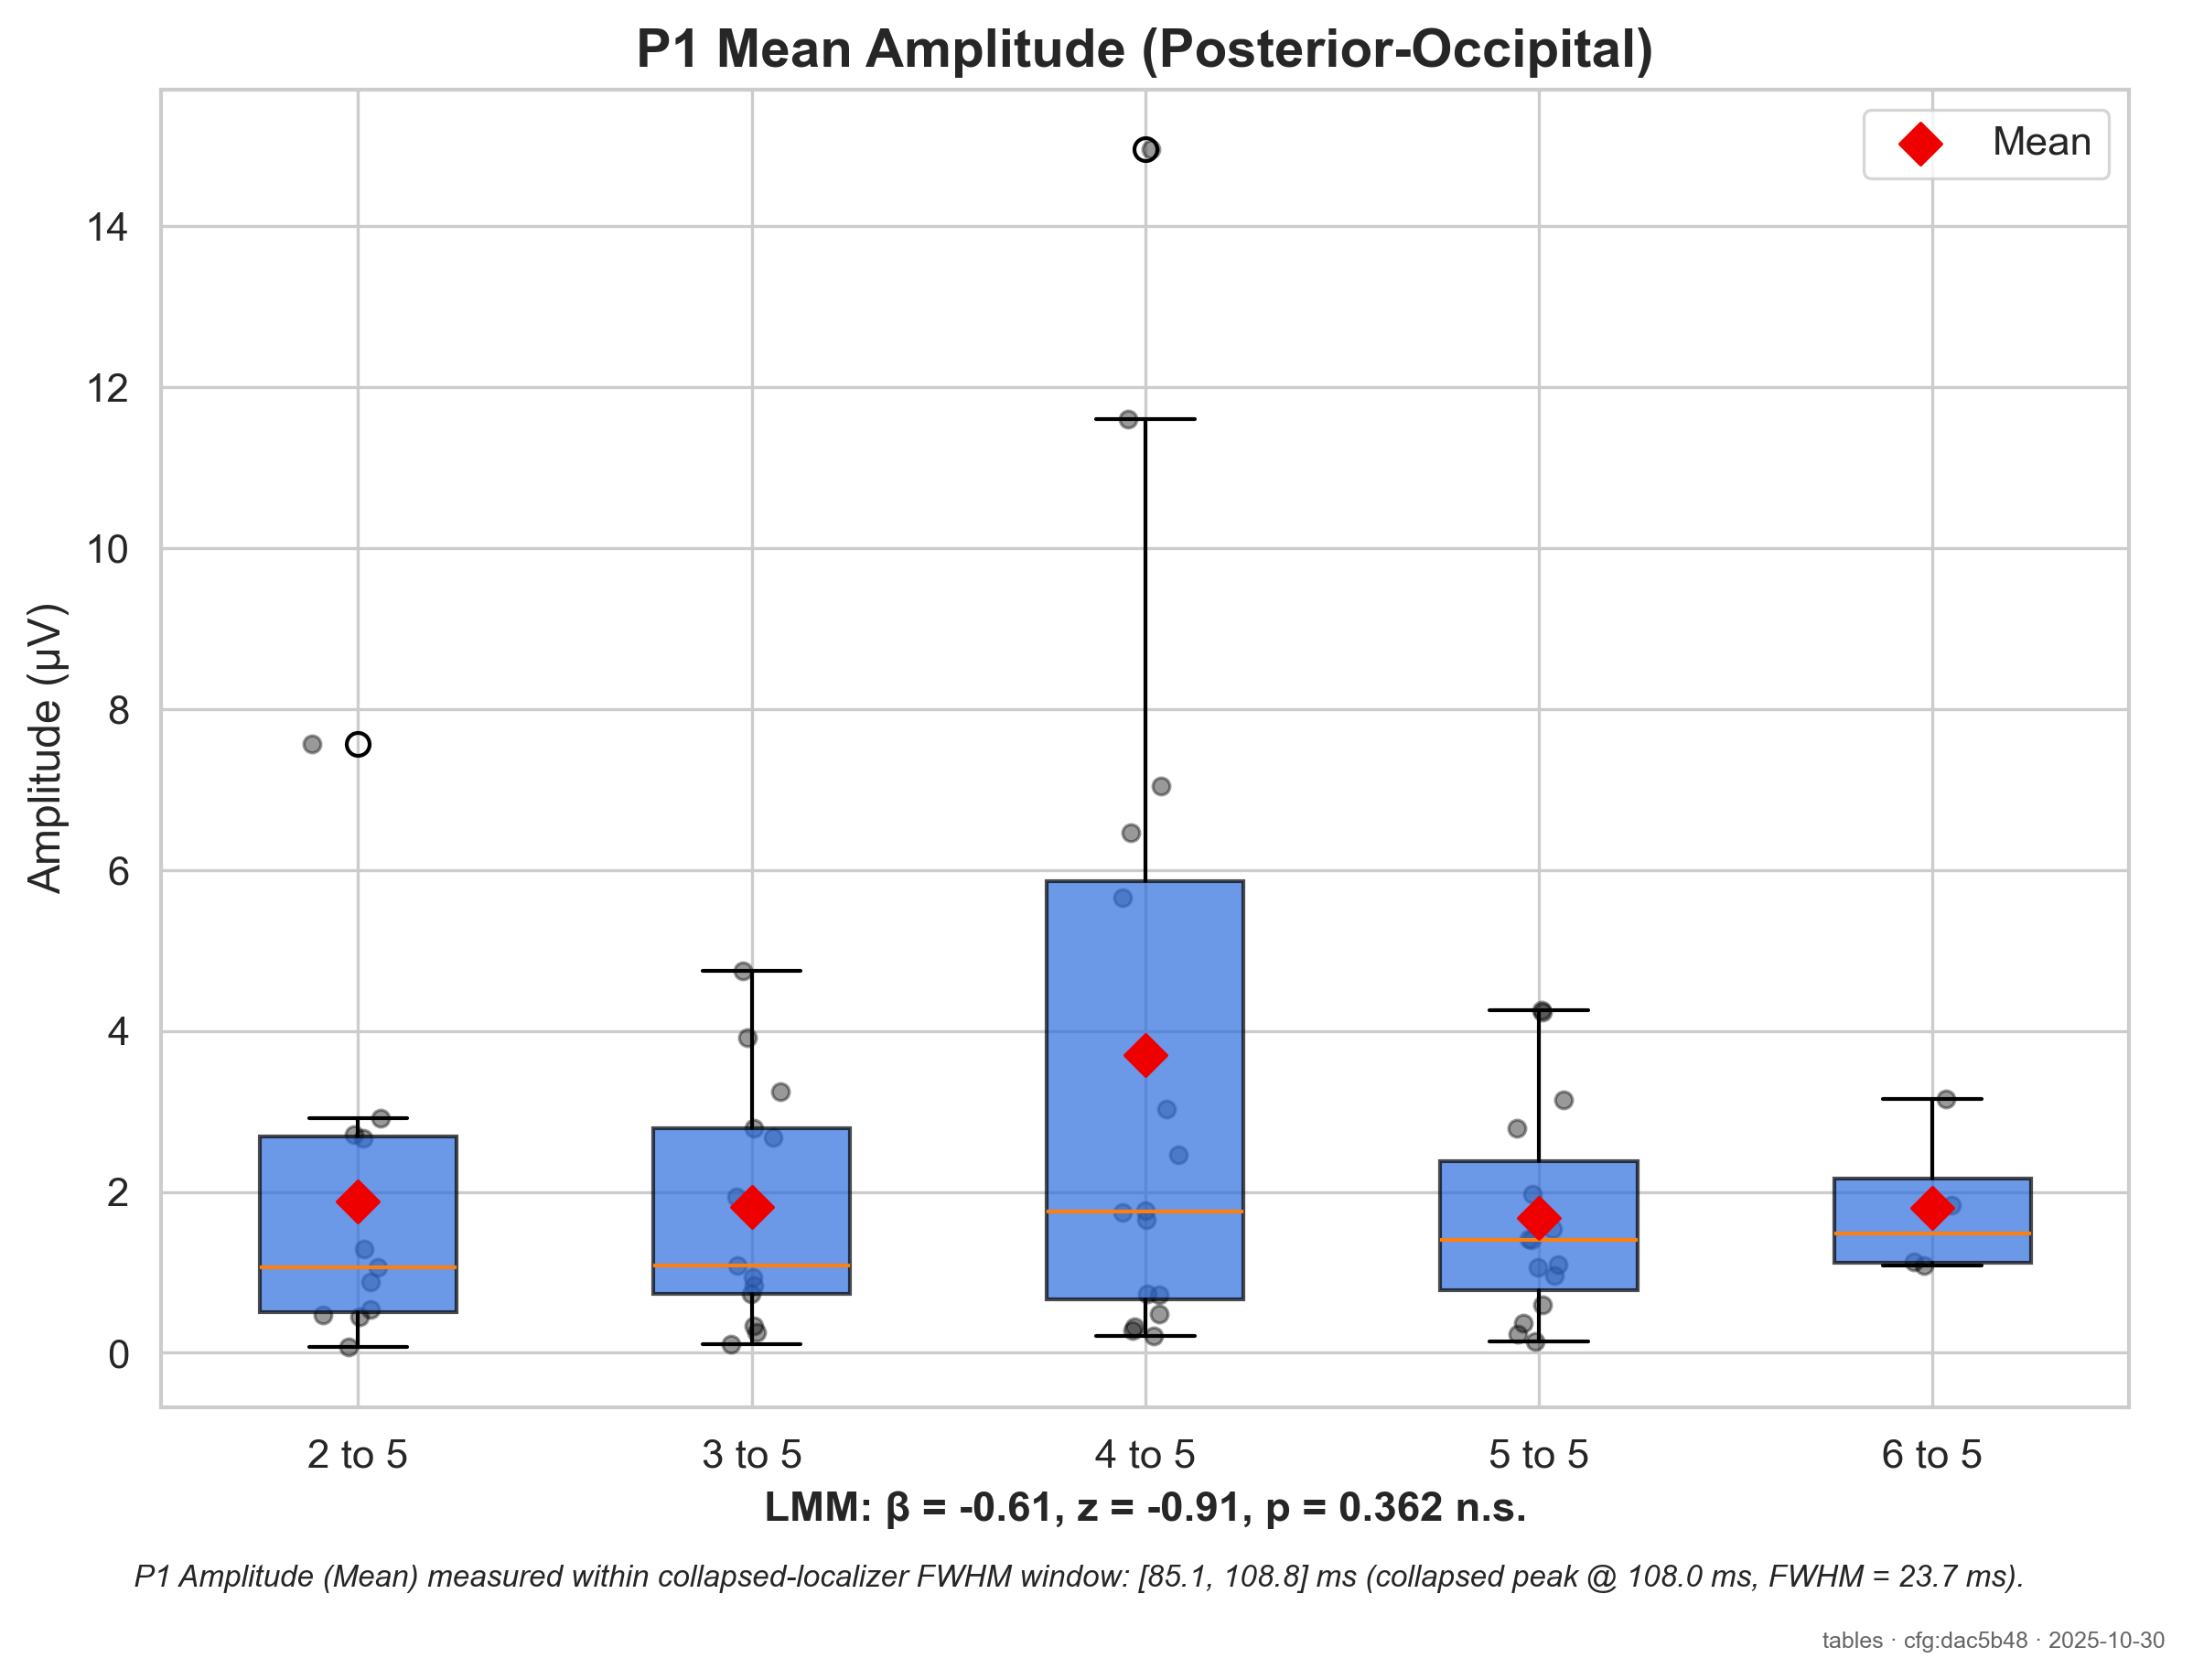 P1 Mean Amplitude (Posterior-Occipital)
Mean
14
12
10
8
6
4
2
0
Amplitude (μV)
2 to 5
3 to 5
4 to 5
5 to 5
6 to 5
LMM: β = -0.61, z = -0.91, p = 0.362 n.s.
P1 Amplitude (Mean) measured within collapsed-localizer FWHM window: [85.1, 108.8] ms (collapsed peak @ 108.0 ms, FWHM = 23.7 ms).
tables · cfg:dac5b48 · 2025-10-30